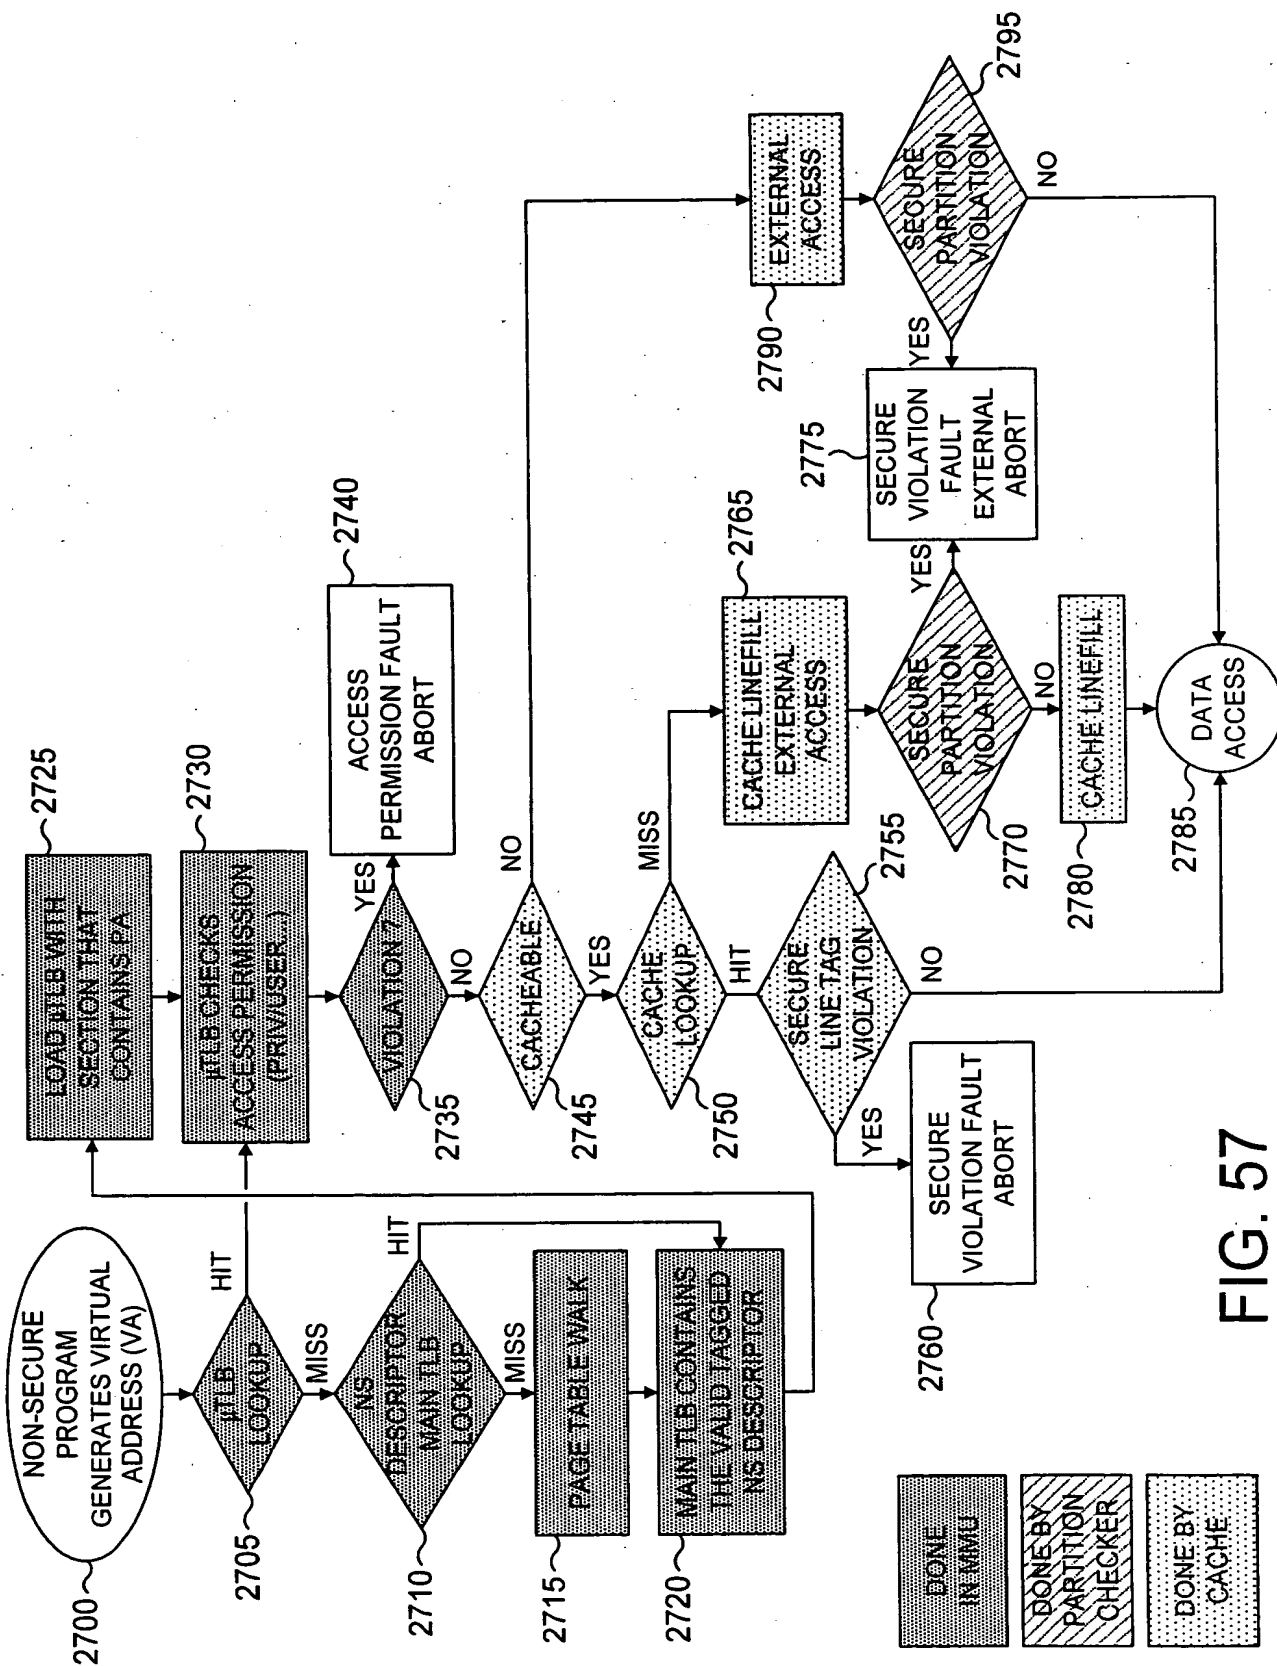 NON-SECURE
PROGRAM
GENERATES VIRTUAL
ADDRESS (VA)
2700
µTLB
LOOKUP
2705
HIT
MISS
NS
DESCRIPTOR
MAIN TLB
LOOKUP
2710
HIT
MISS
PAGE TABLE WALK
2715
MAIN TLB CONTAINS
THE VALID TAGGED
NS DESCRIPTOR
2720
LOAD µTLB WITH
SECTION THAT
CONTAINS PA
2725
µTLB CHECKS
ACCESS PERMISSION
(PRIV/USER...)
2730
VIOLATION ?
2735
YES
NO
ACCESS
PERMISSION FAULT
ABORT
2740
CACHEABLE
2745
NO
YES
CACHE
LOOKUP
2750
MISS
HIT
SECURE
LINE TAG
VIOLATION
2755
YES
NO
SECURE
VIOLATION FAULT
ABORT
2760
CACHE LINEFILL
EXTERNAL
ACCESS
2765
SECURE
PARTITION
VIOLATION
2770
YES
NO
SECURE
VIOLATION
FAULT
EXTERNAL
ABORT
2775
CACHE LINEFILL
2780
DATA
ACCESS
2785
EXTERNAL
ACCESS
2790
SECURE
PARTITION
VIOLATION
2795
YES
NO
DONE
IN MMU
DONE BY
PARTITION
CHECKER
DONE BY
CACHE
FIG. 57